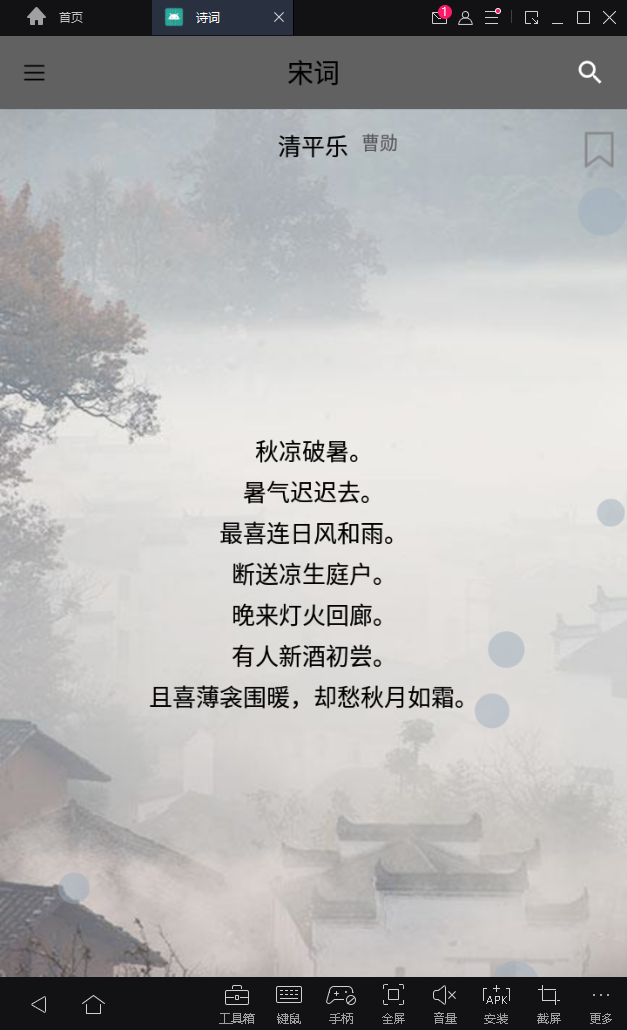 首页
诗词
1
宋词
清平乐 曹勋
秋凉破暑。
暑气迟迟去。
最喜连日风和雨。
断送凉生庭户。
晚来灯火回廊。
有人新酒初尝。
且喜薄衾围暖，却愁秋月如霜。
工具箱 键鼠 手柄 全屏 音量 APK 安装 截屏 更多